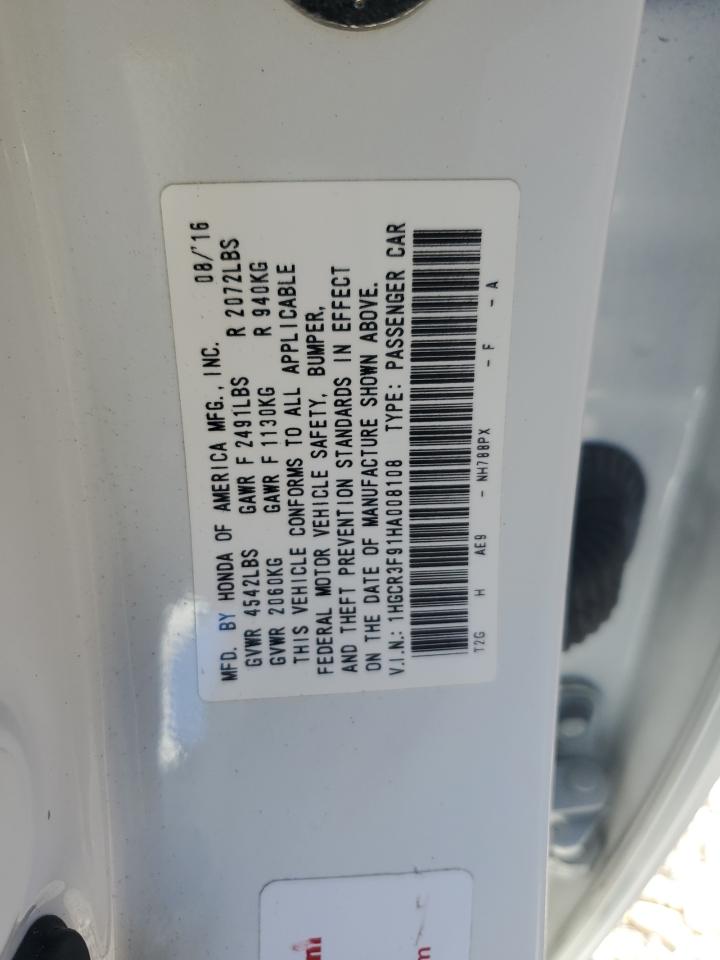 MFD. BY HONDA OF AMERICA MFG., INC. 08/'16
GVWR 4542LBS GAWR F 2491LBS R 2072LBS
GVWR 2060KG GAWR F 1130KG R 940KG
THIS VEHICLE CONFORMS TO ALL APPLICABLE
FEDERAL MOTOR VEHICLE SAFETY, BUMPER,
AND THEFT PREVENTION STANDARDS IN EFFECT
ON THE DATE OF MANUFACTURE SHOWN ABOVE.
V.I.N.: 1HGCR3F91HA008108 TYPE: PASSENGER CAR
T2G H AE9 - NH788PX - F - A